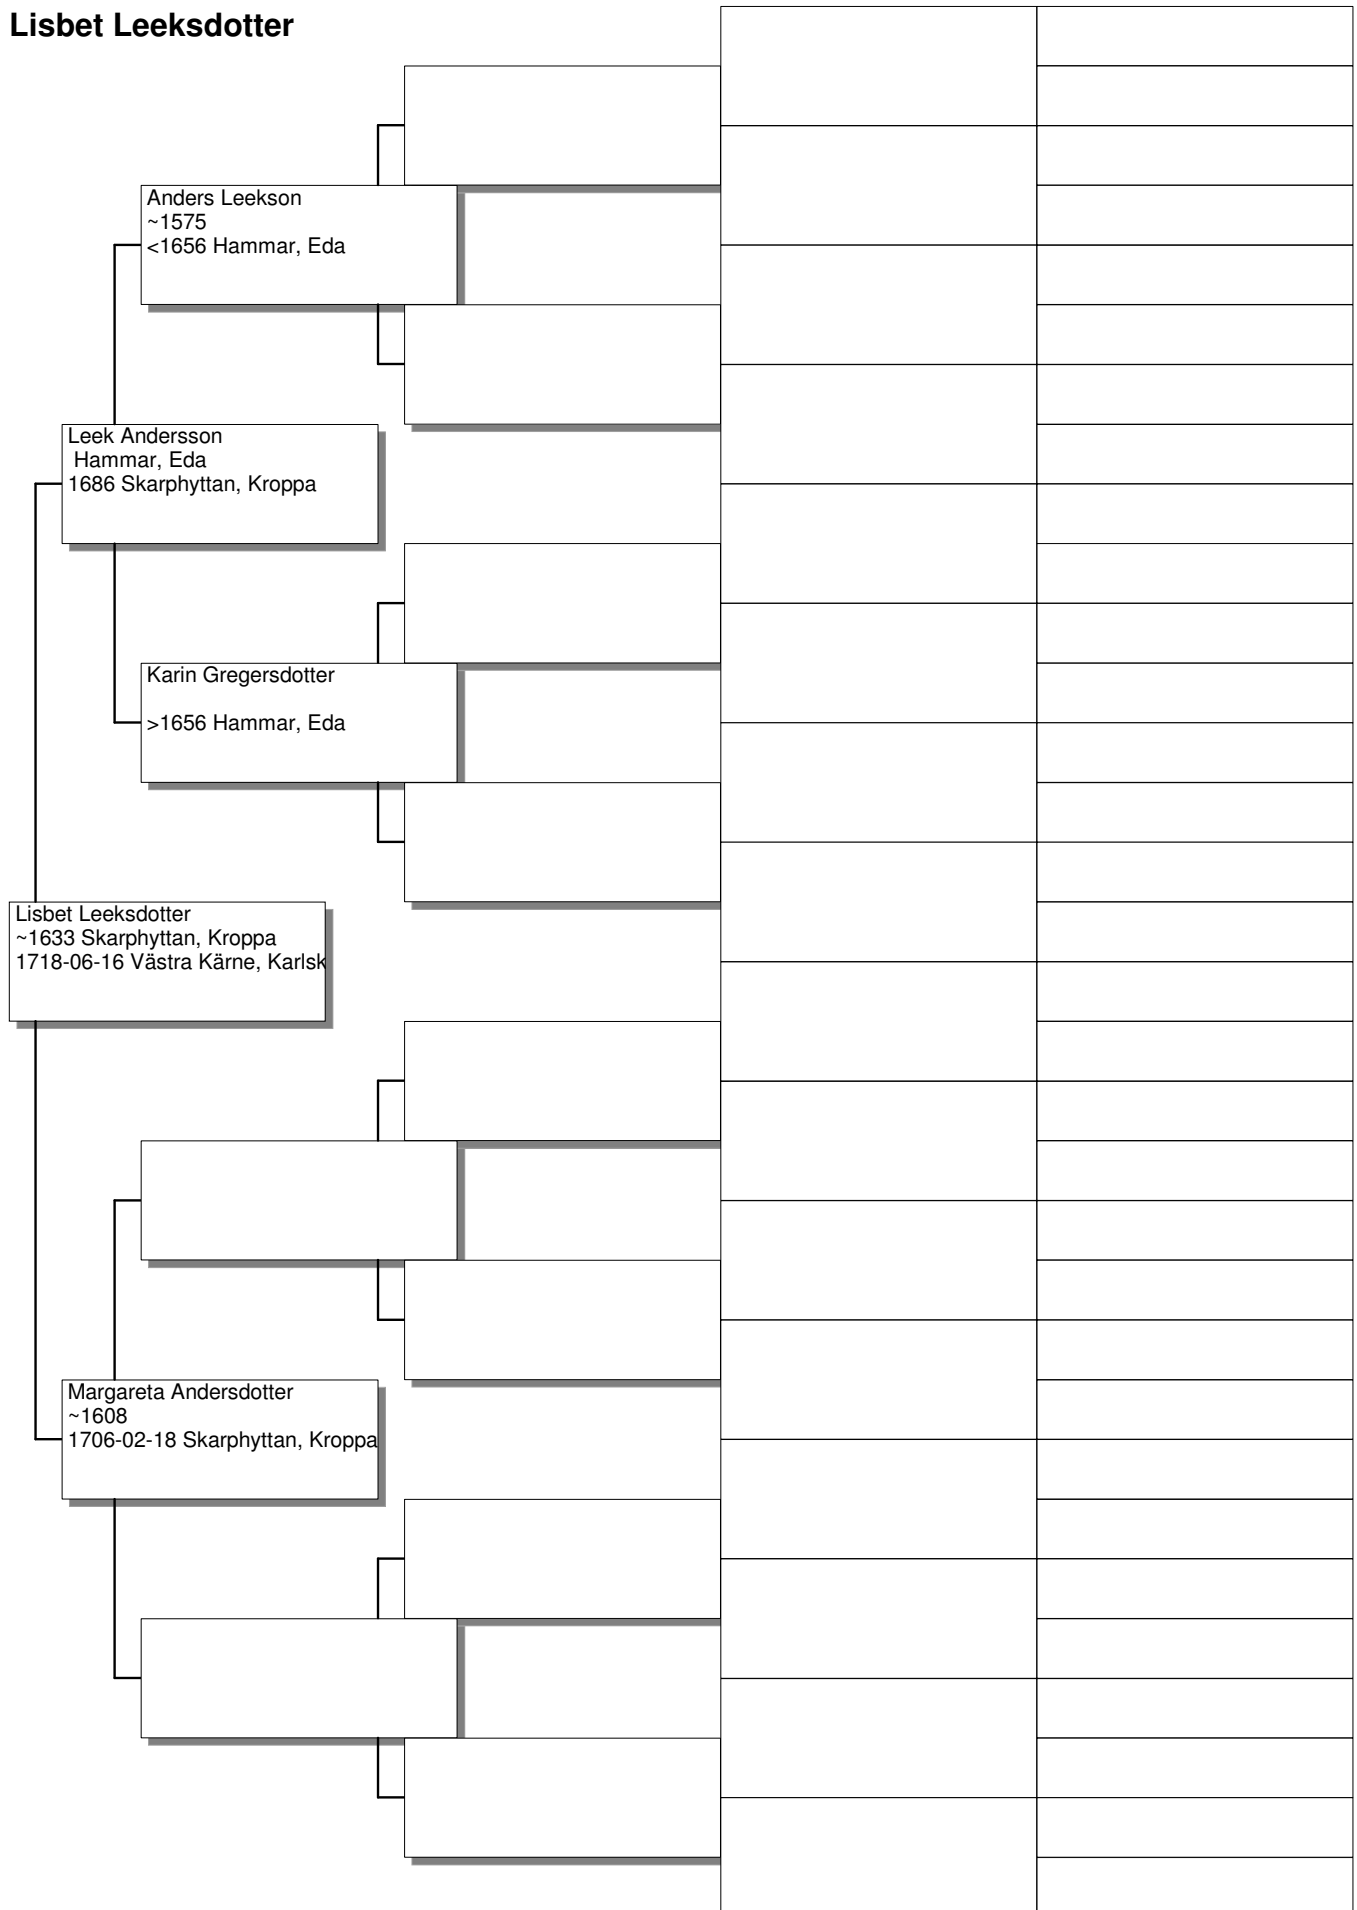 Lisbet Leeksdotter
Anders Leekson
~1575
<1656 Hammar, Eda
Leek Andersson
Hammar, Eda
1686 Skarphyttan, Kroppa
Karin Gregersdotter
>1656 Hammar, Eda
Lisbet Leeksdotter
~1633 Skarphyttan, Kroppa
1718-06-16 Västra Kärne, Karlsk
Margareta Andersdotter
~1608
1706-02-18 Skarphyttan, Kroppa